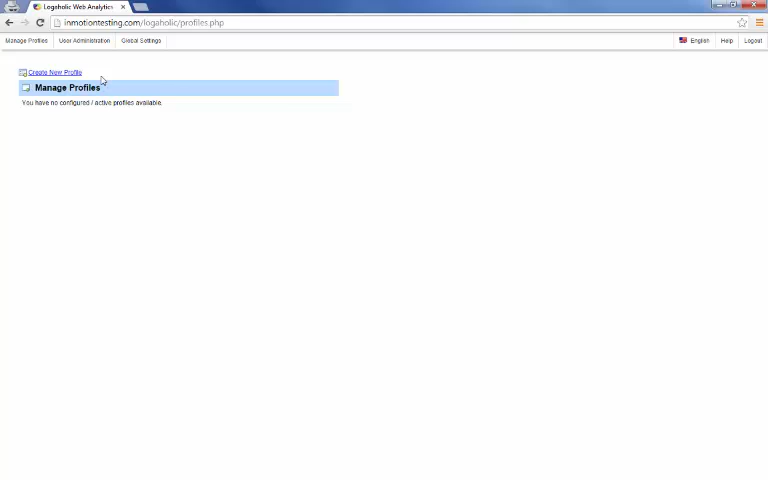 Logaholic Web Analytics
inmotiontesting.com/logaholic/profiles.php
Manage Profiles User Administration Global Settings English Help Logout
Create New Profile
Manage Profiles
You have no configured / active profiles available.